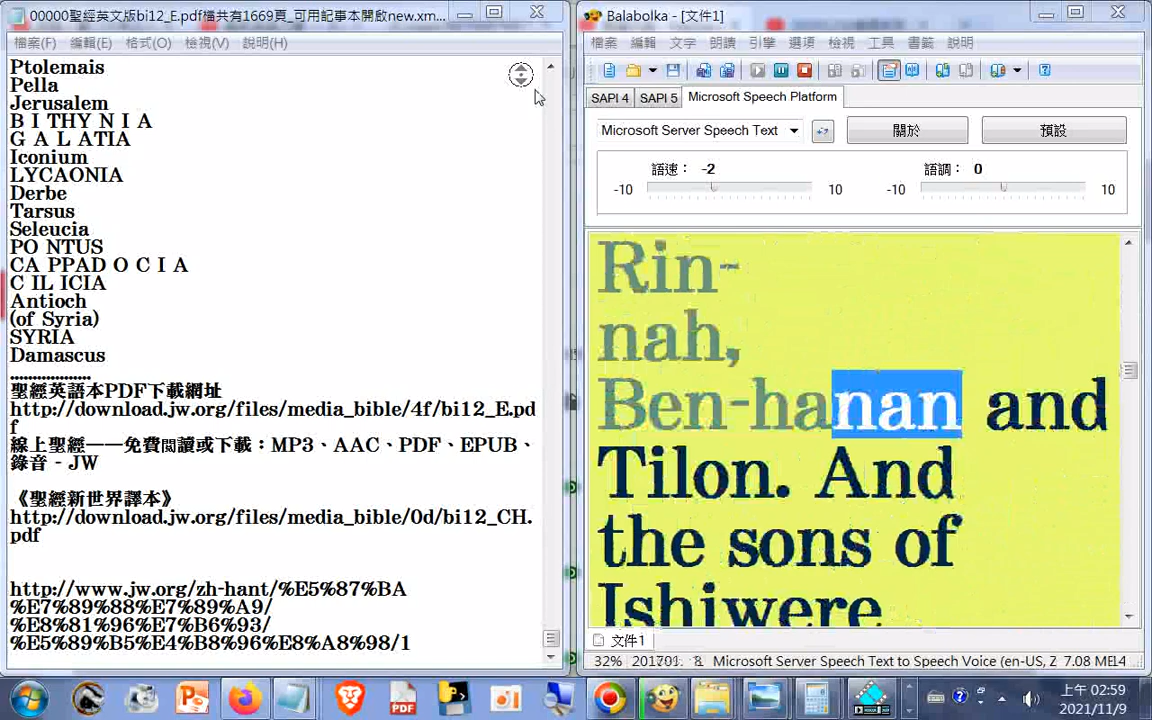 00000聖經英文版bi12_E.pdf檔共有1669頁_可用記事本開啟new.xm...
檔案(F) 編輯(E) 格式(O) 檢視(V) 說明(H)
Ptolemais
Pella
Jerusalem
B I THY N I A
G A L ATIA
Iconium
LYCAONIA
Derbe
Tarsus
Seleucia
PO NTUS
CA PPAD O C I A
C IL ICIA
Antioch
(of Syria)
SYRIA
Damascus
..................
聖經英語本PDF下載網址
http://download.jw.org/files/media_bible/4f/bi12_E.pd
f
線上聖經——免費閱讀或下載：MP3、AAC、PDF、EPUB、
錄音 - JW
《聖經新世界譯本》
http://download.jw.org/files/media_bible/0d/bi12_CH.
pdf
http://www.jw.org/zh-hant/%E5%87%BA
%E7%89%88%E7%89%A9/
%E8%81%96%E7%B6%93/
%E5%89%B5%E4%B8%96%E8%A8%98/1
Balabolka - [文件1]
檔案 編輯 文字 朗讀 引擎 選項 檢視 工具 書籤 說明
SAPI 4 SAPI 5 Microsoft Speech Platform
Microsoft Server Speech Text 關於 預設
語速： -2 語調： 0
-10 10 -10 10
Rin-
nah,
Ben-hanan and
Tilon. And
the sons of
Ishiwere
文件1
32% Microsoft Server Speech Text to Speech Voice (en-US, Z 7.08 ME
PDF
上午 02:59
2021/11/9